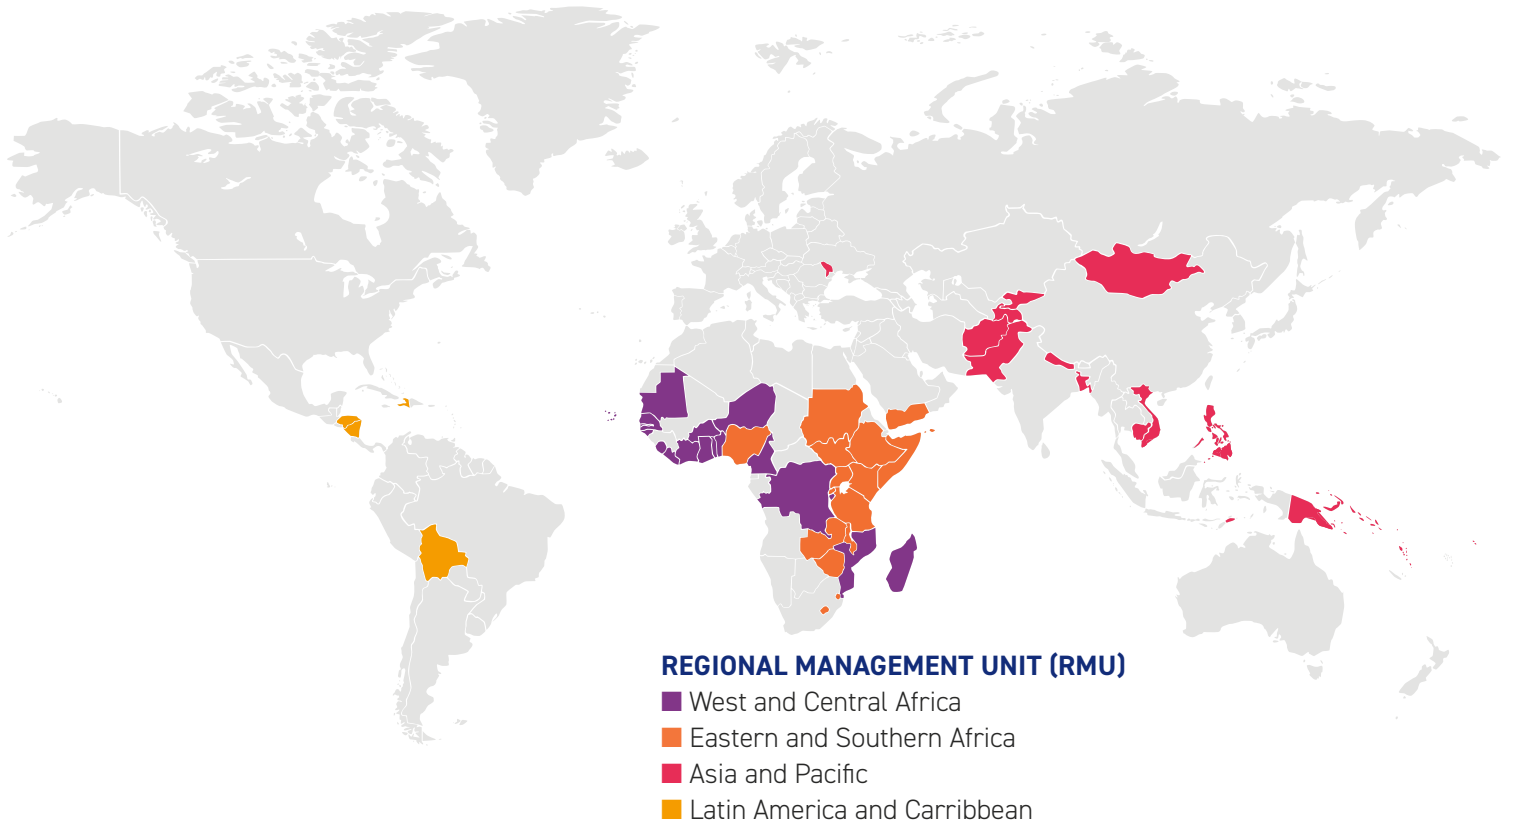 REGIONAL MANAGEMENT UNIT (RMU)
West and Central Africa
Eastern and Southern Africa
Asia and Pacific
Latin America and Carribbean